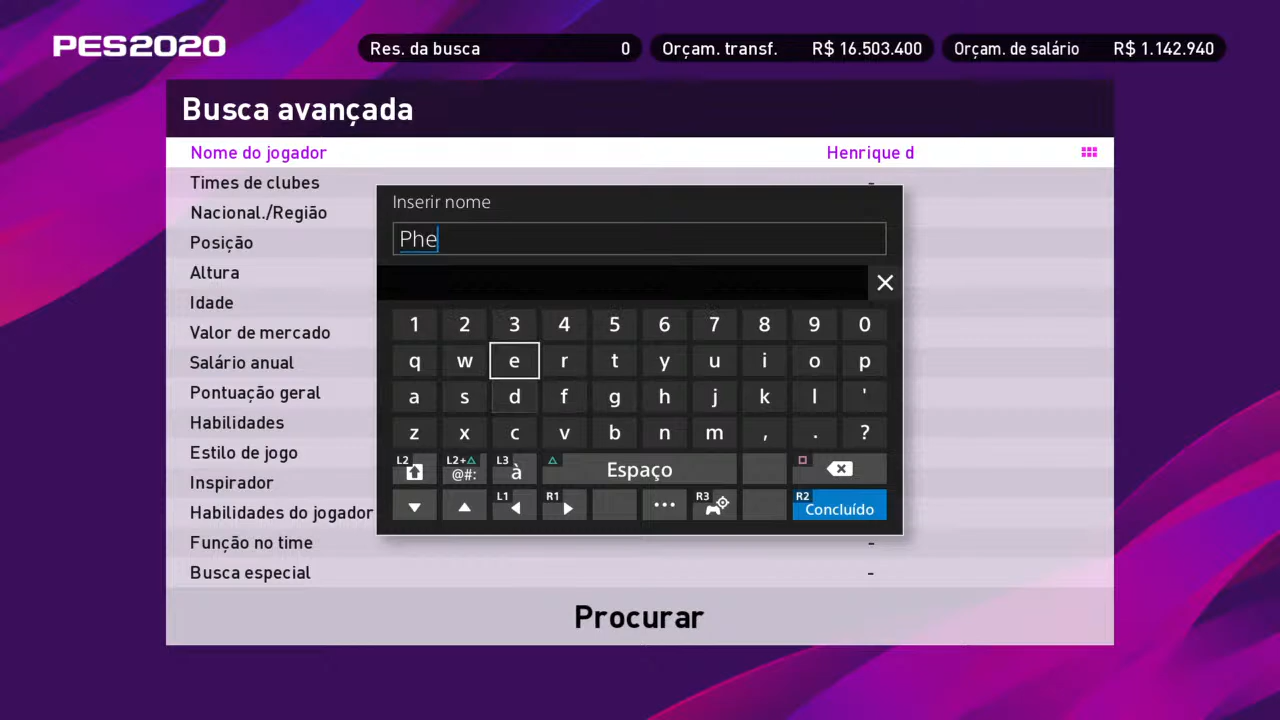 PES2020
Res. da busca 0
Orçam. transf. R$ 16.503.400
Orçam. de salário R$ 1.142.940
Busca avançada
Nome do jogador Henrique d
Times de clubes -
Nacional./Região
Posição
Altura
Idade
Valor de mercado
Salário anual
Pontuação geral
Habilidades
Estilo de jogo
Inspirador
Habilidades do jogador
Função no time -
Busca especial -
Procurar
Inserir nome
Phe
1 2 3 4 5 6 7 8 9 0
q w e r t y u i o p
a s d f g h j k l '
z x c v b n m , . ?
L2 L2+△ @#: L3 à △ Espaço □
L1 R1 ... R3 R2 Concluído